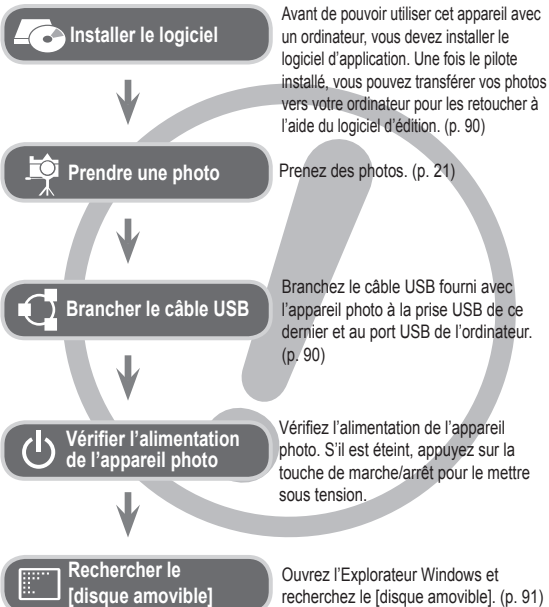 Installer le logiciel
Avant de pouvoir utiliser cet appareil avec
un ordinateur, vous devez installer le
logiciel d’application. Une fois le pilote
installé, vous pouvez transférer vos photos
vers votre ordinateur pour les retoucher à
l’aide du logiciel d’édition. (p. 90)
Prendre une photo
Prenez des photos. (p. 21)
Brancher le câble USB
Branchez le câble USB fourni avec
l’appareil photo à la prise USB de ce
dernier et au port USB de l’ordinateur.
(p. 90)
Vérifier l’alimentation
de l’appareil photo
Vérifiez l’alimentation de l’appareil
photo. S’il est éteint, appuyez sur la
touche de marche/arrêt pour le mettre
sous tension.
Rechercher le
[disque amovible]
Ouvrez l’Explorateur Windows et
recherchez le [disque amovible]. (p. 91)